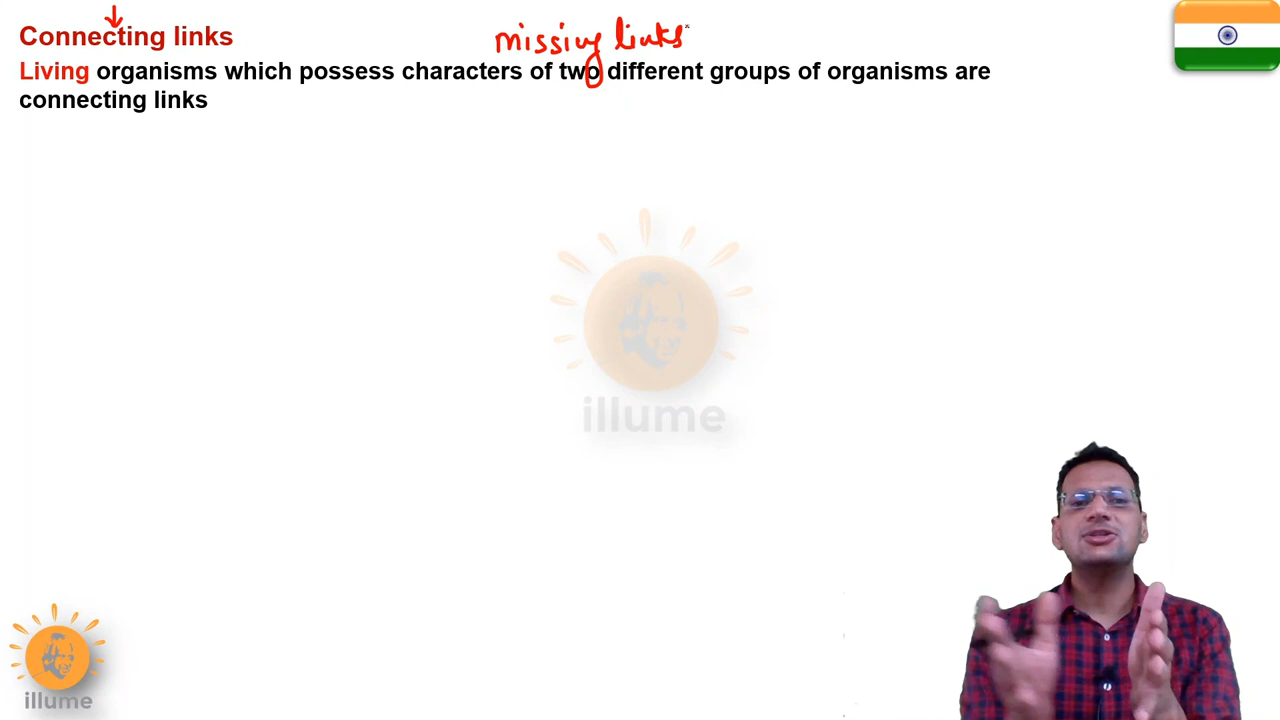 Connecting links
missing links
Living organisms which possess characters of two different groups of organisms are
connecting links
illume
illume